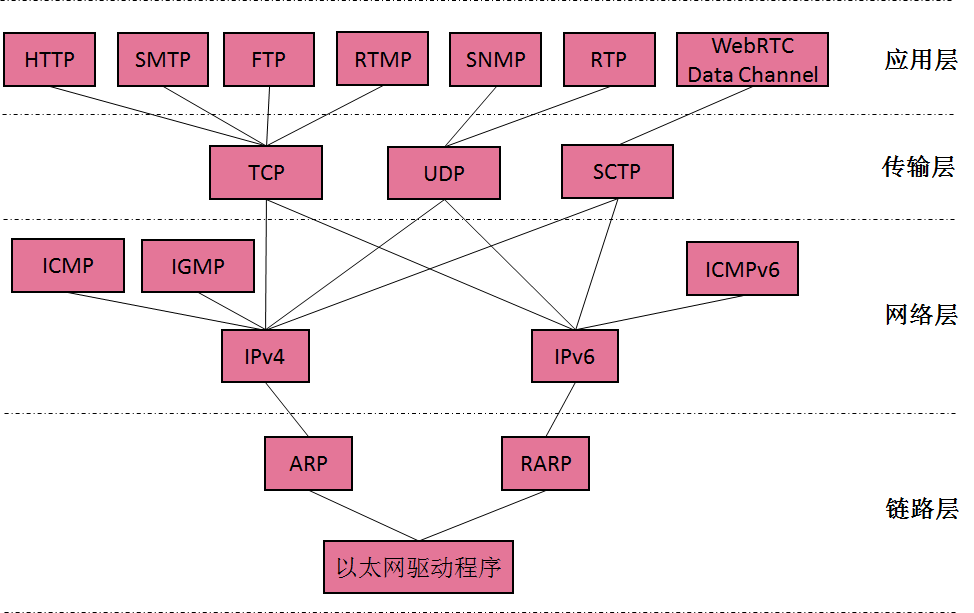 HTTP
SMTP
FTP
RTMP
SNMP
RTP
WebRTC
Data Channel
应用层
TCP
UDP
SCTP
传输层
ICMP
IGMP
ICMPv6
网络层
IPv4
IPv6
ARP
RARP
链路层
以太网驱动程序